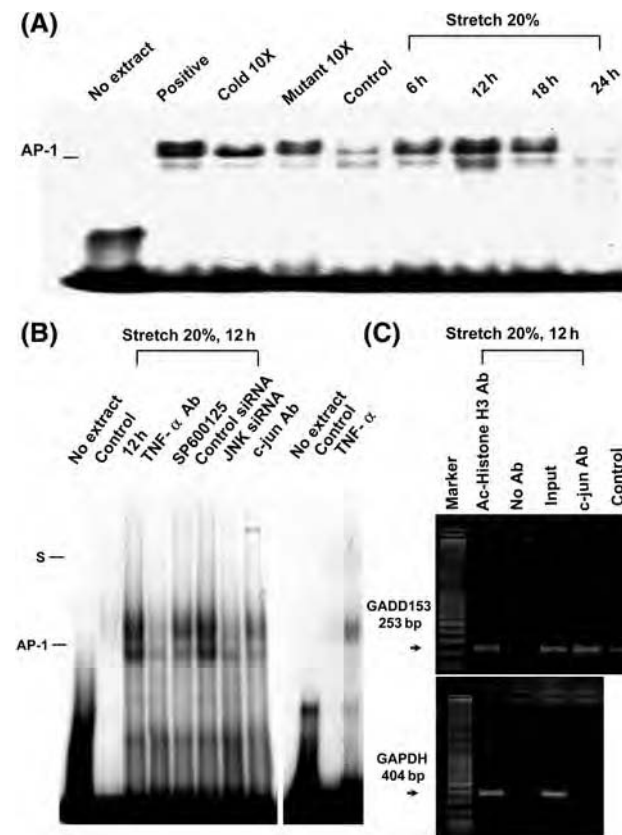 (A)
Stretch 20%
No extract
Positive
Cold 10X
Mutant 10X
Control
6 h
12 h
18 h
24 h
AP-1
(B)
Stretch 20%, 12 h
No extract
Control
12 h
TNF- α Ab
SP600125
Control siRNA
JNK siRNA
c-jun Ab
No extract
Control
TNF- α
S
AP-1
(C)
Stretch 20%, 12 h
Marker
Ac-Histone H3 Ab
No Ab
Input
c-jun Ab
Control
GADD153
253 bp
GAPDH
404 bp